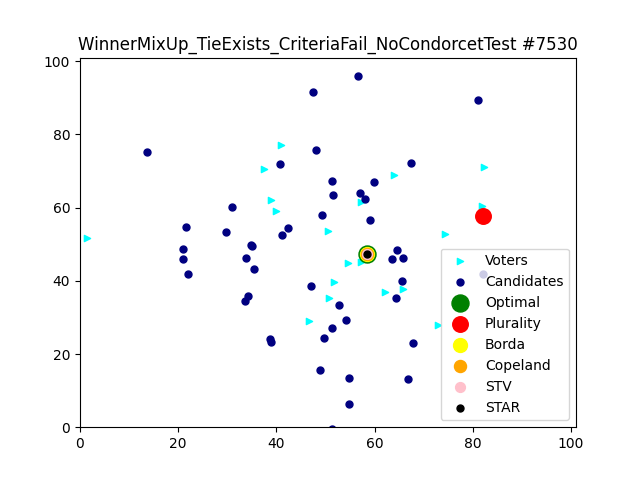 WinnerMixUp_TieExists_CriteriaFail_NoCondorcetTest #7530
100
80
60
40
20
0
0
20
40
60
80
100
Voters
Candidates
Optimal
Plurality
Borda
Copeland
STV
STAR